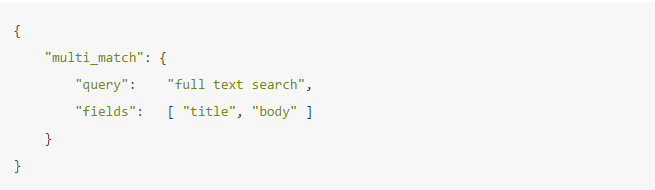 {
    "multi_match": {
        "query":    "full text search",
        "fields":   [ "title", "body" ]
    }
}